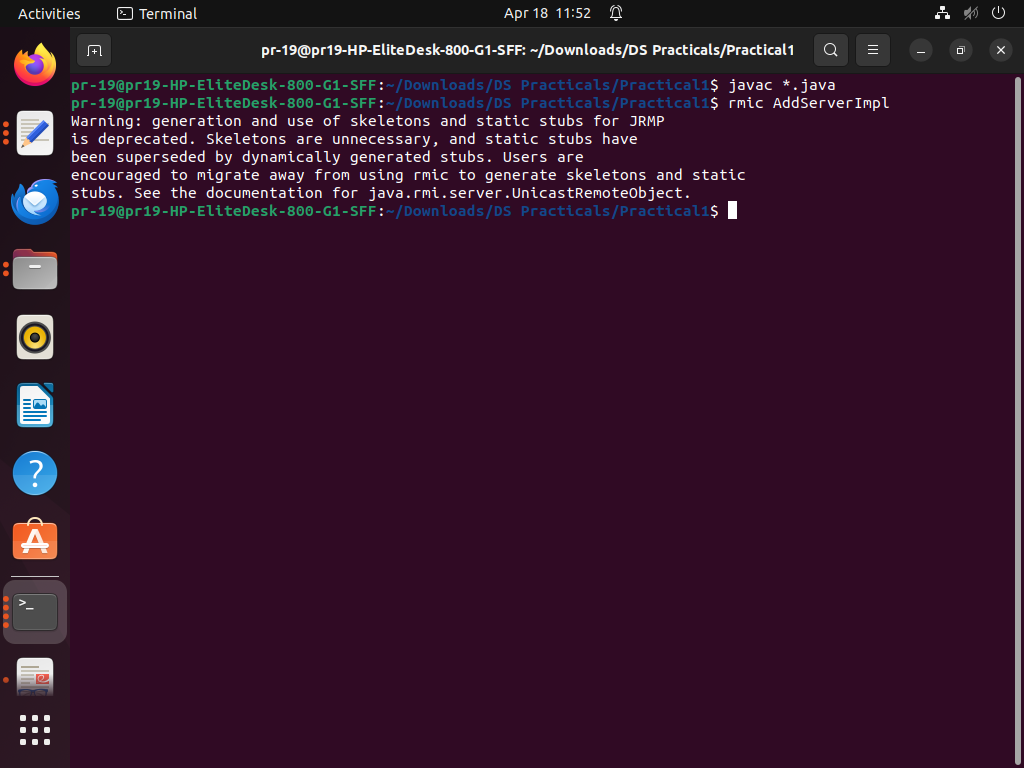 Activities
Terminal
Apr 18 11:52
pr-19@pr19-HP-EliteDesk-800-G1-SFF: ~/Downloads/DS Practicals/Practical1
pr-19@pr19-HP-EliteDesk-800-G1-SFF:~/Downloads/DS Practicals/Practical1$ javac *.java
pr-19@pr19-HP-EliteDesk-800-G1-SFF:~/Downloads/DS Practicals/Practical1$ rmic AddServerImpl
Warning: generation and use of skeletons and static stubs for JRMP
is deprecated. Skeletons are unnecessary, and static stubs have
been superseded by dynamically generated stubs. Users are
encouraged to migrate away from using rmic to generate skeletons and static
stubs. See the documentation for java.rmi.server.UnicastRemoteObject.
pr-19@pr19-HP-EliteDesk-800-G1-SFF:~/Downloads/DS Practicals/Practical1$